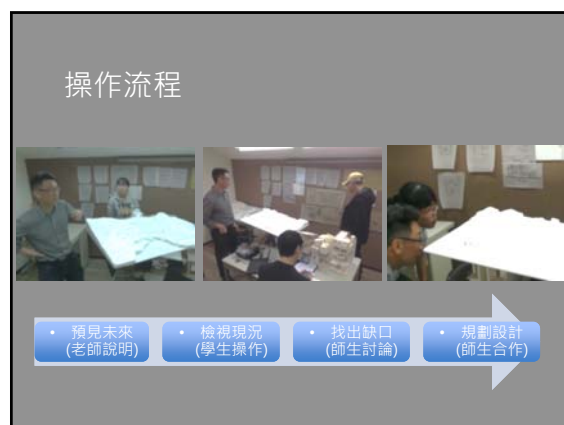 操作流程
• 預見未來
(老師說明)
• 檢視現況
(學生操作)
• 找出缺口
(師生討論)
• 規劃設計
(師生合作)